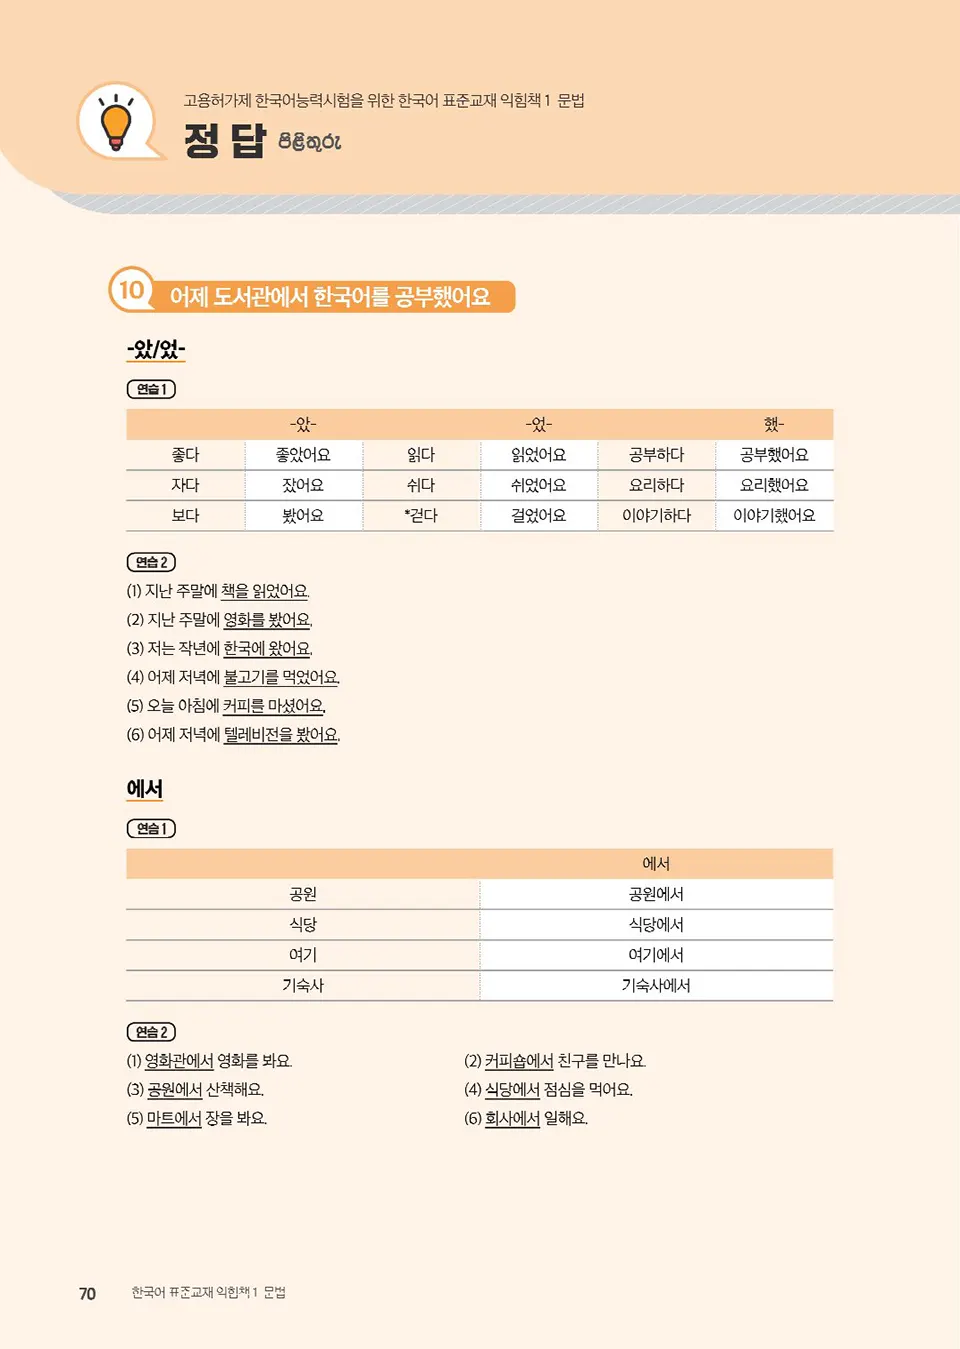 고용허가제 한국어능력시험을 위한 한국어 표준교재 익힘책 1 문법
정답 පිළිතුරු
10 어제 도서관에서 한국어를 공부했어요
-았/었-
연습 1
-았- -었- 했-
좋다 좋았어요 읽다 읽었어요 공부하다 공부했어요
자다 잤어요 쉬다 쉬었어요 요리하다 요리했어요
보다 봤어요 *걷다 걸었어요 이야기하다 이야기했어요
연습 2
(1) 지난 주말에 책을 읽었어요.
(2) 지난 주말에 영화를 봤어요.
(3) 저는 작년에 한국에 왔어요.
(4) 어제 저녁에 불고기를 먹었어요.
(5) 오늘 아침에 커피를 마셨어요.
(6) 어제 저녁에 텔레비전을 봤어요.
에서
연습 1
에서
공원 공원에서
식당 식당에서
여기 여기에서
기숙사 기숙사에서
연습 2
(1) 영화관에서 영화를 봐요. (2) 커피숍에서 친구를 만나요.
(3) 공원에서 산책해요. (4) 식당에서 점심을 먹어요.
(5) 마트에서 장을 봐요. (6) 회사에서 일해요.
70 한국어 표준교재 익힘책 1 문법